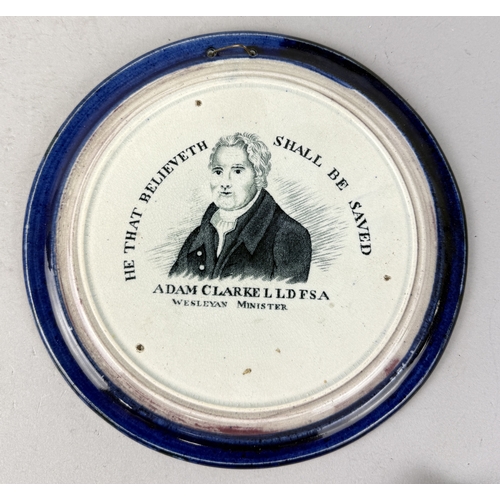 HE THAT BELIEVETH SHALL BE SAVED
ADAM CLARKE LLD FSA
WESLEYAN MINISTER